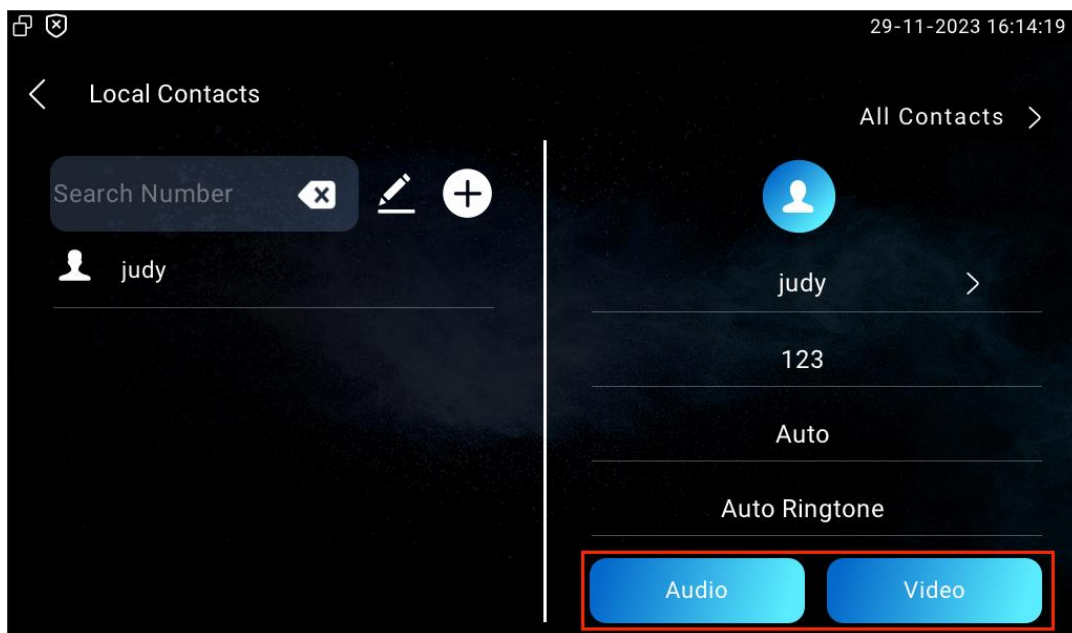 29-11-2023 16:14:19
Local Contacts
All Contacts
Search Number
judy
judy
123
Auto
Auto Ringtone
Audio
Video